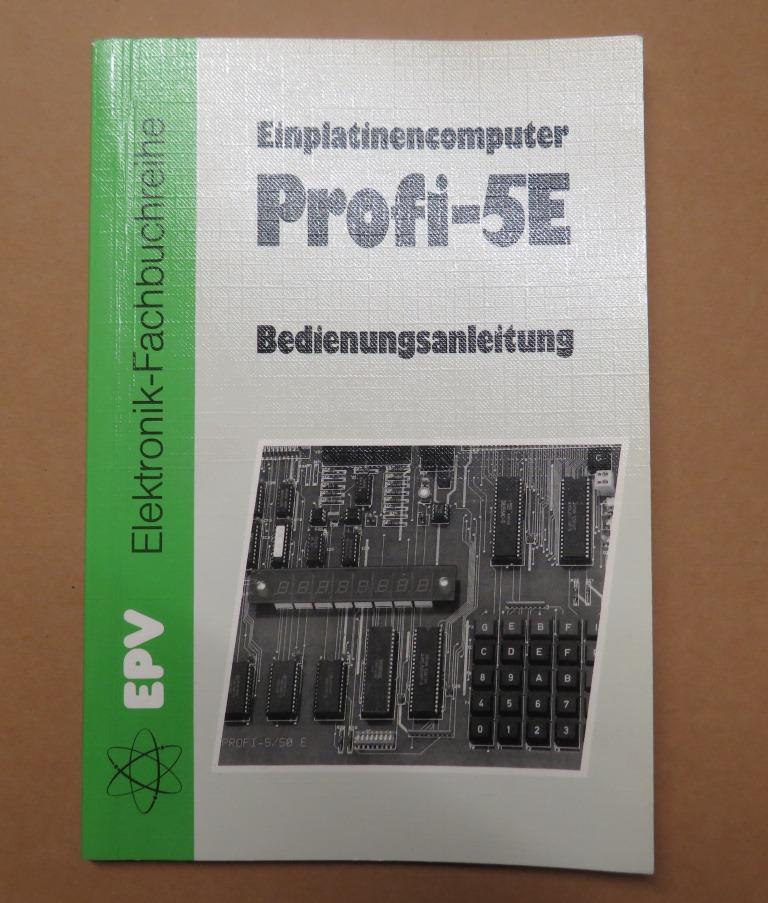 Einplatinencomputer
Profi-5E
Bedienungsanleitung
EPV Elektronik-Fachbuchreihe
G E B F
C D E F
8 9 A B
4 5 6 7
0 1 2 3
PROFI-5/S0 E